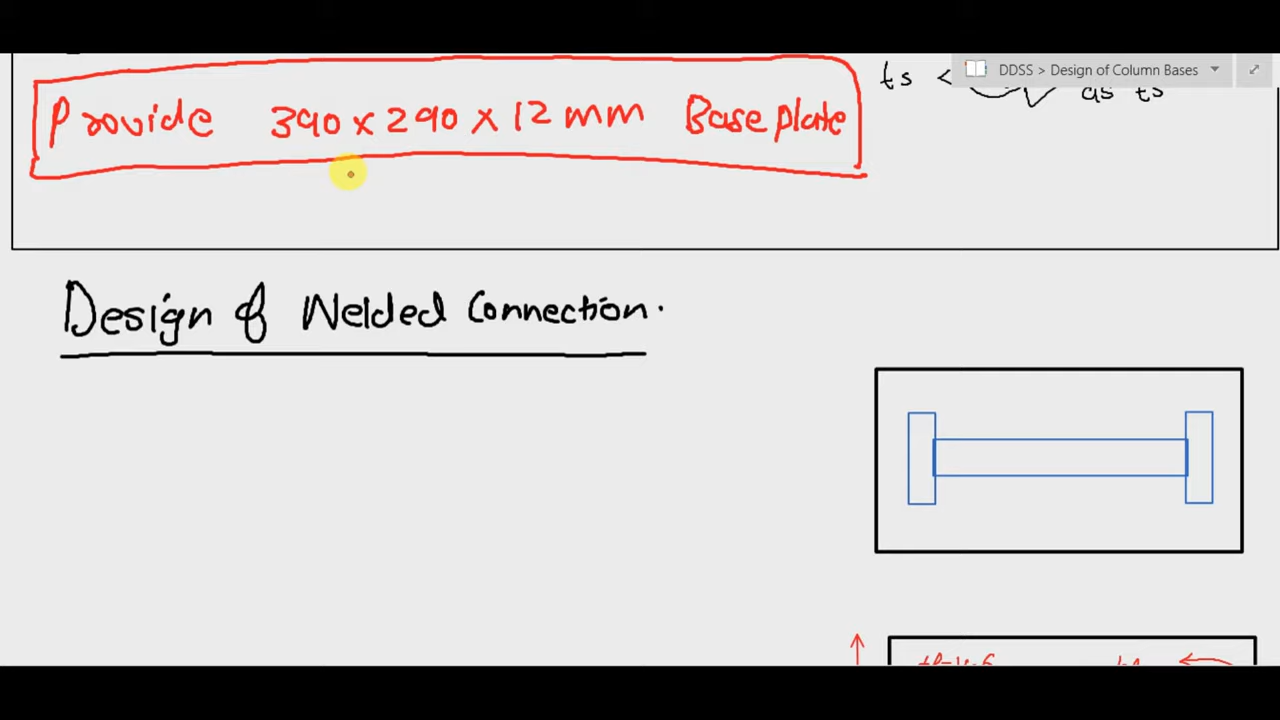 DDSS > Design of Column Bases
ts <
as ts
Provide 390 x 290 x 12 mm Base plate
Design of Welded Connection.